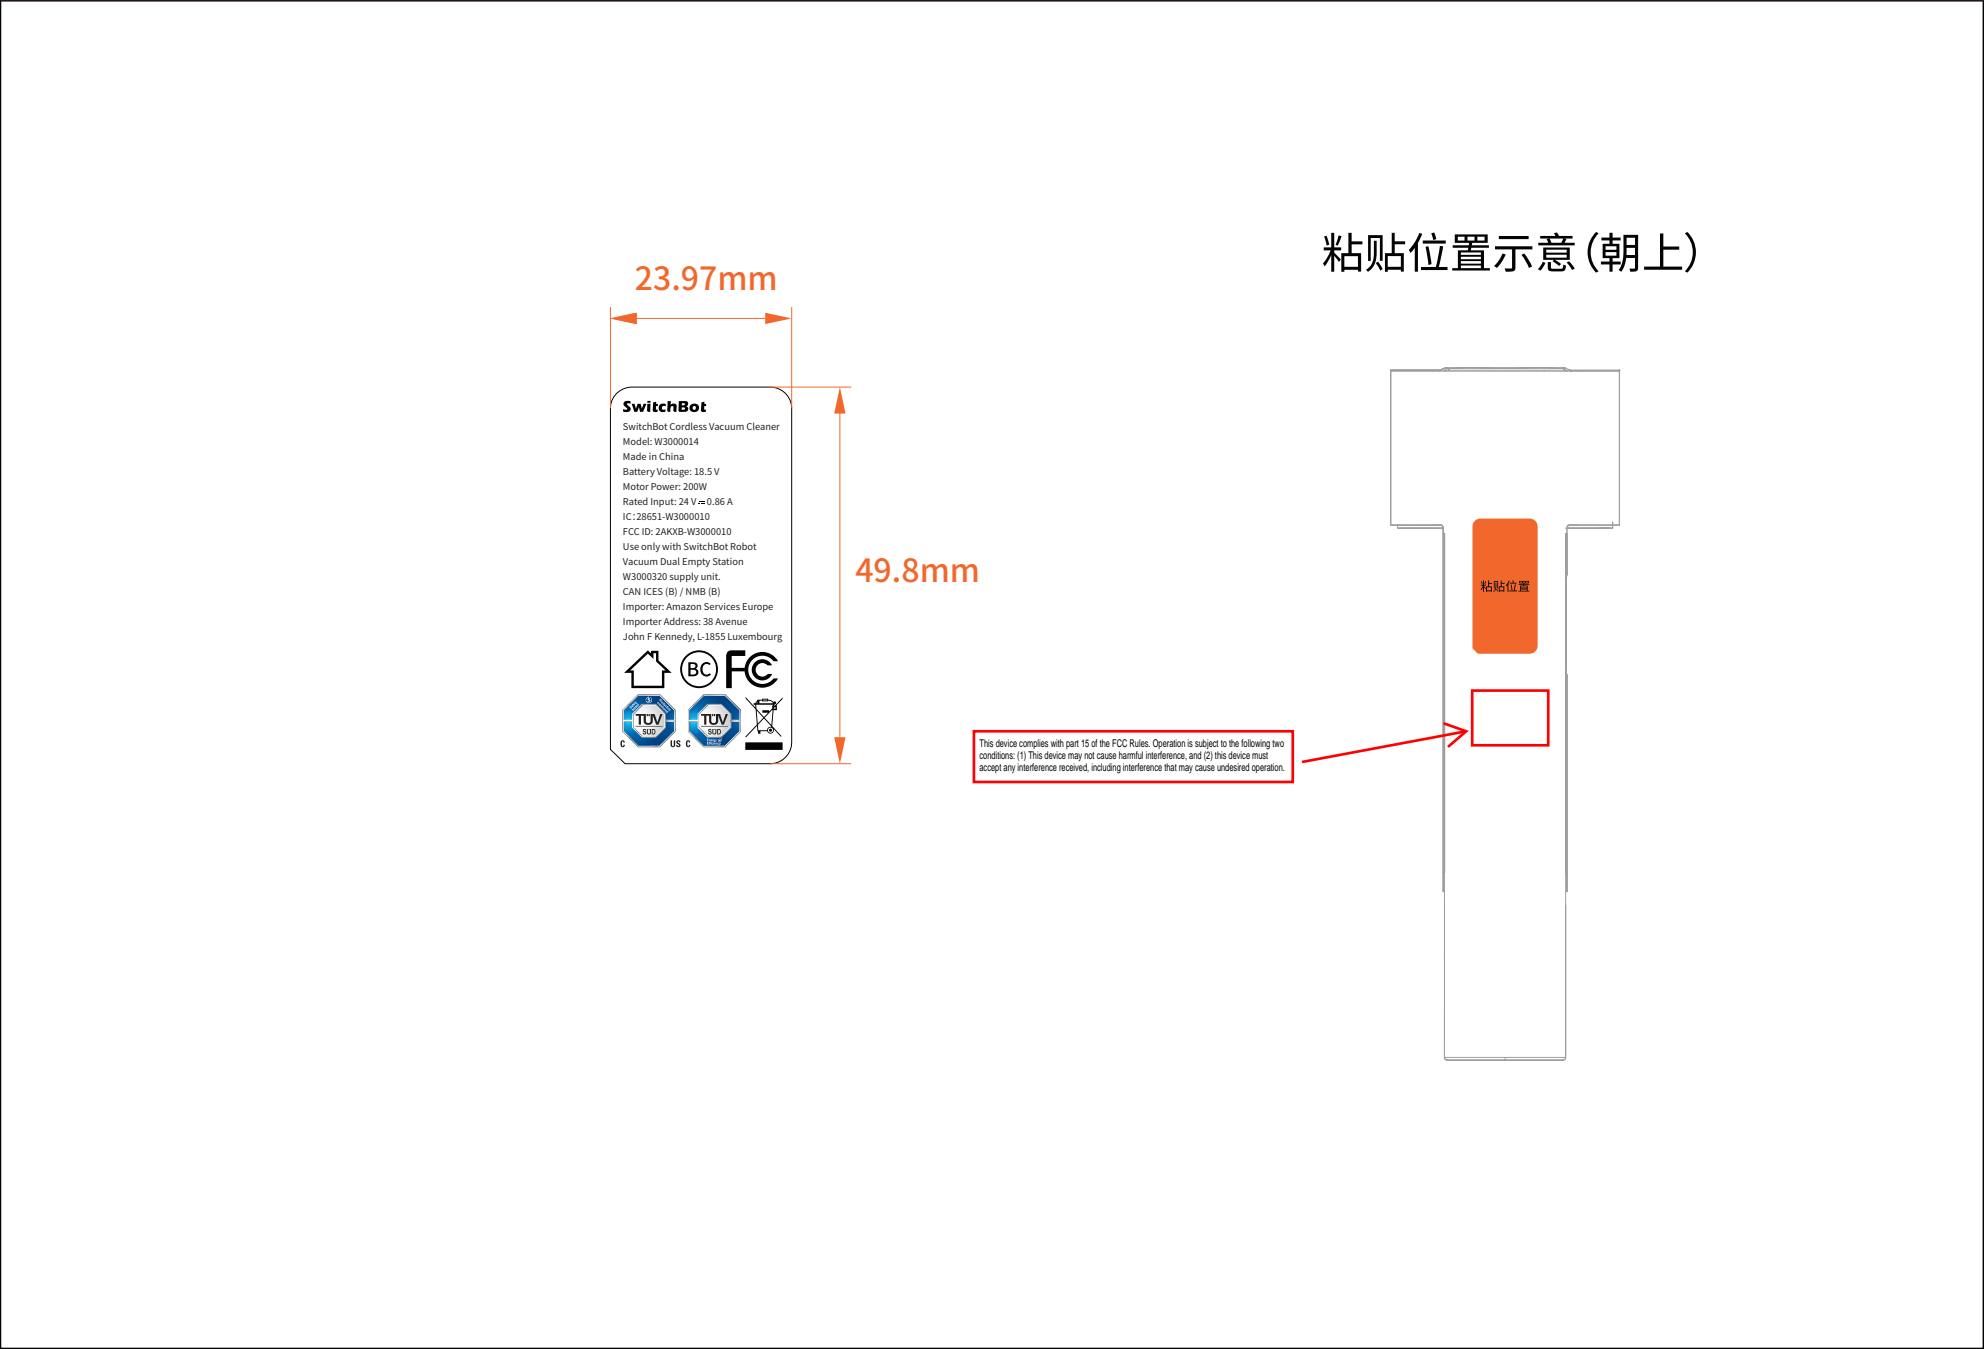 粘贴位置示意(朝上)
23.97mm
SwitchBot
SwitchBot Cordless Vacuum Cleaner
Model: W3000014
Made in China
Battery Voltage: 18.5 V
Motor Power: 200W
Rated Input: 24 V⎓0.86 A
IC:28651-W3000010
FCC ID: 2AKXB-W3000010
Use only with SwitchBot Robot
Vacuum Dual Empty Station
W3000320 supply unit.
CAN ICES (B) / NMB (B)
Importer: Amazon Services Europe
Importer Address: 38 Avenue
John F Kennedy, L-1855 Luxembourg
BC FC
TÜV
SÜD
C US
TÜV
SÜD
C
49.8mm
粘贴位置
This device complies with part 15 of the FCC Rules. Operation is subject to the following two
conditions: (1) This device may not cause harmful interference, and (2) this device must
accept any interference received, including interference that may cause undesired operation.